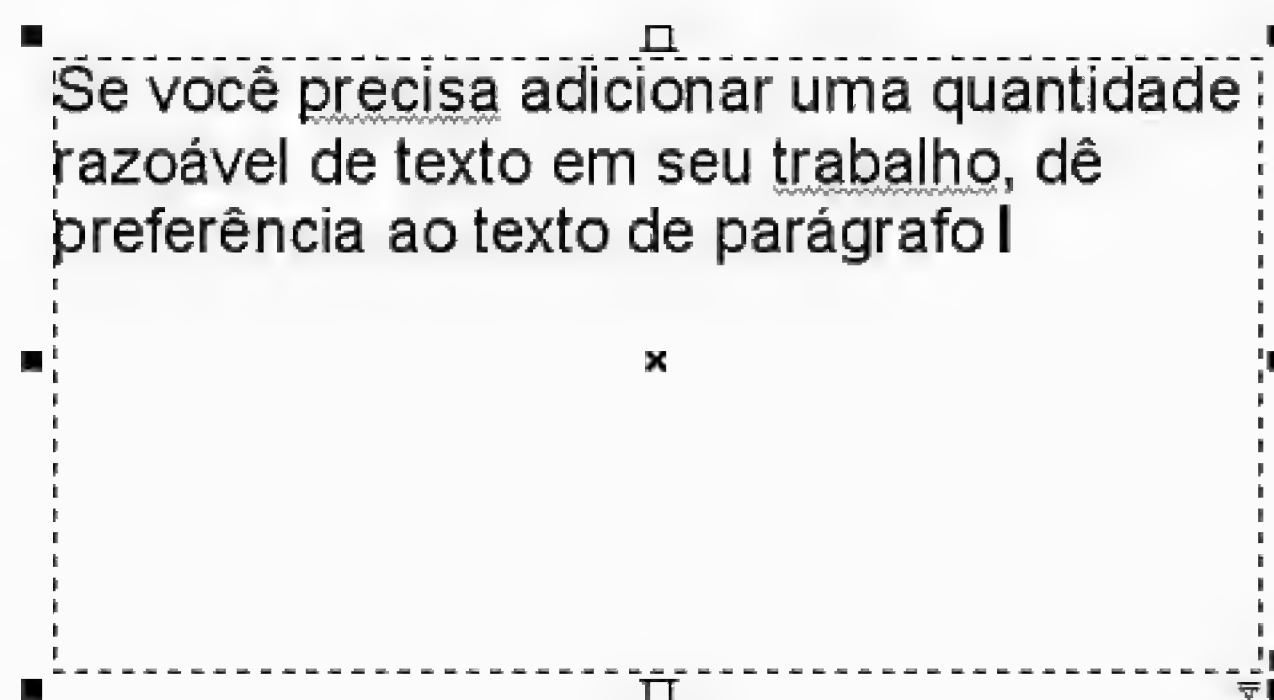 Se você precisa adicionar uma quantidade
razoável de texto em seu trabalho, dê
preferência ao texto de parágrafo